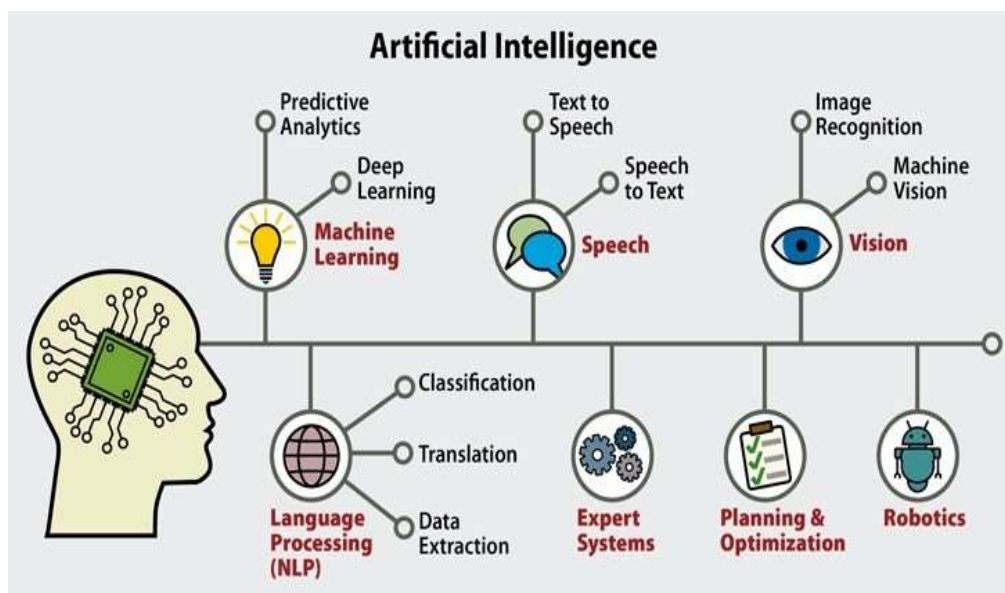 Artificial Intelligence
Predictive
Analytics
Deep
Learning
Machine
Learning
Text to
Speech
Speech
to Text
Speech
Image
Recognition
Machine
Vision
Vision
Classification
Translation
Data
Extraction
Language
Processing
(NLP)
Expert
Systems
Planning &
Optimization
Robotics